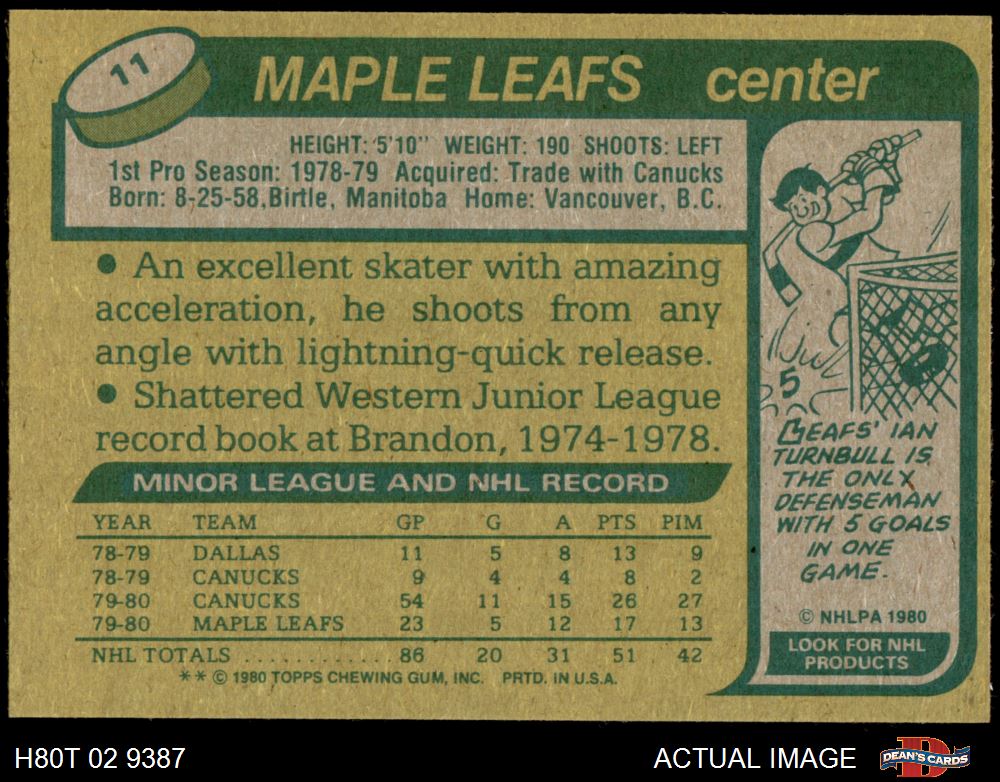 11
MAPLE LEAFS center
HEIGHT: 5'10" WEIGHT: 190 SHOOTS: LEFT
1st Pro Season: 1978-79 Acquired: Trade with Canucks
Born: 8-25-58, Birtle, Manitoba Home: Vancouver, B.C.
● An excellent skater with amazing
acceleration, he shoots from any
angle with lightning-quick release.
● Shattered Western Junior League
record book at Brandon, 1974-1978.
MINOR LEAGUE AND NHL RECORD
YEAR TEAM GP G A PTS PIM
78-79 DALLAS 11 5 8 13 9
78-79 CANUCKS 9 4 4 8 2
79-80 CANUCKS 54 11 15 26 27
79-80 MAPLE LEAFS 23 5 12 17 13
NHL TOTALS ............ 86 20 31 51 42
** © 1980 TOPPS CHEWING GUM, INC. PRTD. IN U.S.A.
5
LEAFS' IAN
TURNBULL IS
THE ONLY
DEFENSEMAN
WITH 5 GOALS
IN ONE
GAME.
© NHLPA 1980
LOOK FOR NHL
PRODUCTS
H80T 02 9387
ACTUAL IMAGE
D
DEAN'S CARDS